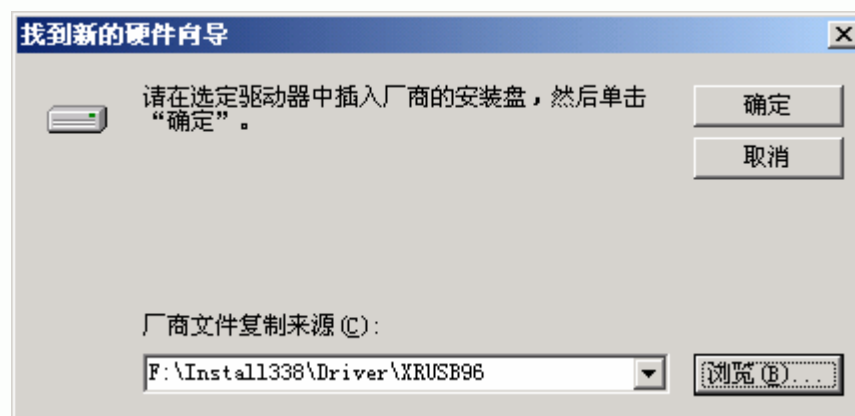 找到新的硬件向导
请在选定驱动器中插入厂商的安装盘，然后单击
“确定”。
确定
取消
厂商文件复制来源(C):
F:\Install338\Driver\XRUSB96
浏览(B)...